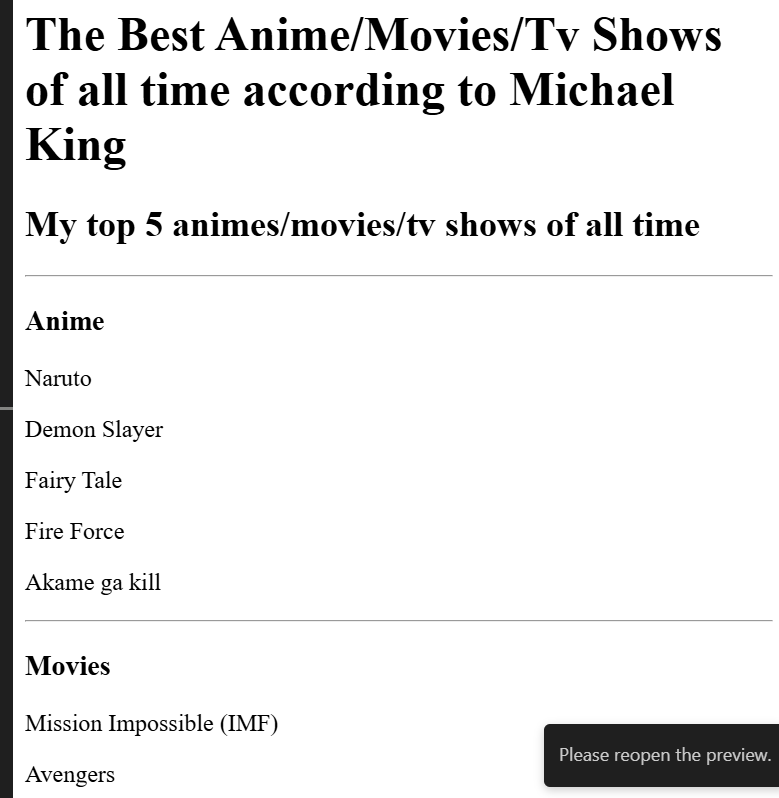 The Best Anime/Movies/Tv Shows
of all time according to Michael
King
My top 5 animes/movies/tv shows of all time
Anime
Naruto
Demon Slayer
Fairy Tale
Fire Force
Akame ga kill
Movies
Mission Impossible (IMF)
Avengers
Please reopen the preview.